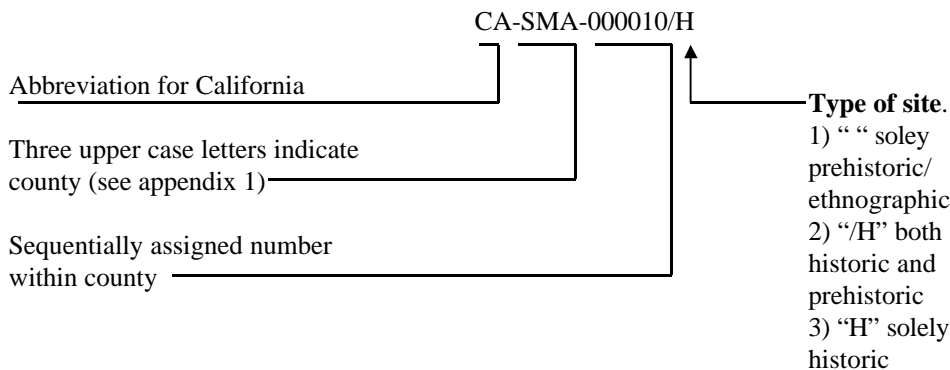 CA-SMA-000010/H
Abbreviation for California
Three upper case letters indicate
county (see appendix 1)
Sequentially assigned number
within county
Type of site.
1) “ “ soley
prehistoric/
ethnographic
2) “/H” both
historic and
prehistoric
3) “H” solely
historic